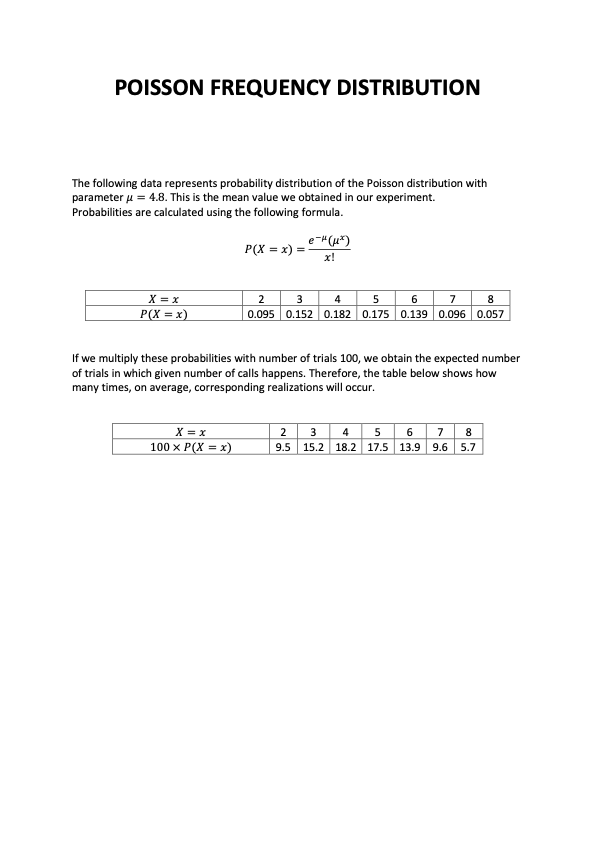 POISSON FREQUENCY DISTRIBUTION
The following data represents probability distribution of the Poisson distribution with
parameter 𝜇 = 4.8. This is the mean value we obtained in our experiment.
Probabilities are calculated using the following formula.
𝑃(𝑋 = 𝑥) = 𝑒^{−𝜇}(𝜇^𝑥) / 𝑥!
𝑋 = 𝑥 2 3 4 5 6 7 8
𝑃(𝑋 = 𝑥) 0.095 0.152 0.182 0.175 0.139 0.096 0.057
If we multiply these probabilities with number of trials 100, we obtain the expected number
of trials in which given number of calls happens. Therefore, the table below shows how
many times, on average, corresponding realizations will occur.
𝑋 = 𝑥 2 3 4 5 6 7 8
100 × 𝑃(𝑋 = 𝑥) 9.5 15.2 18.2 17.5 13.9 9.6 5.7